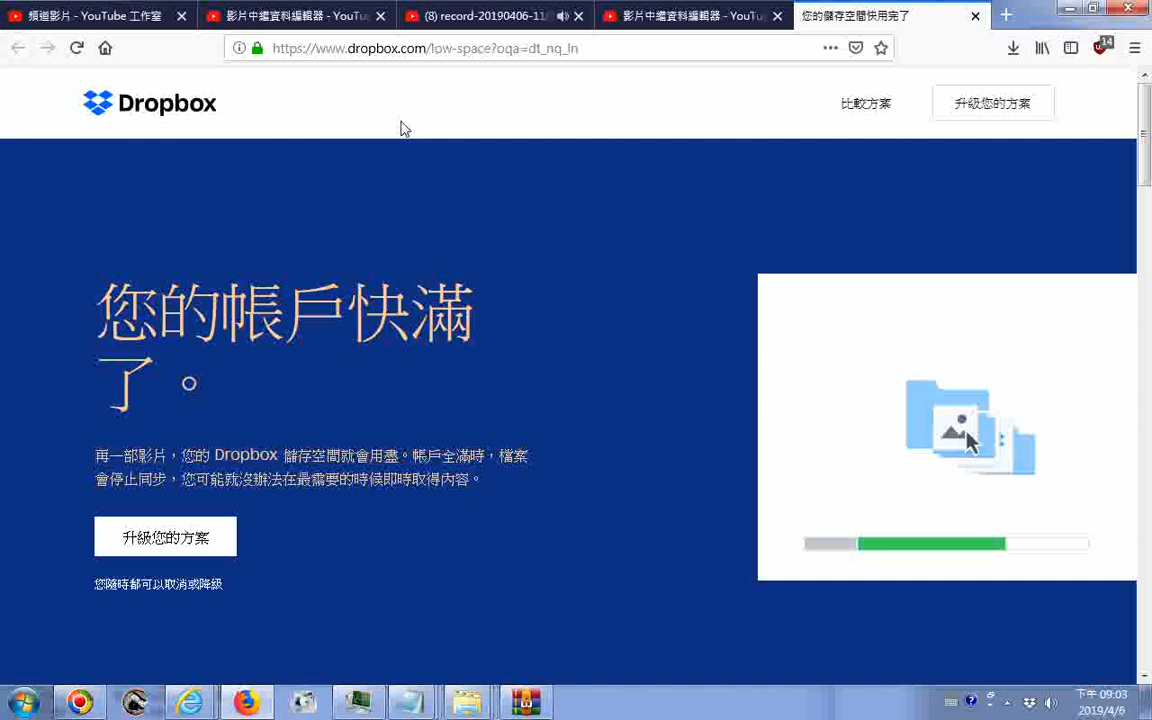 頻道影片 - YouTube 工作室
影片中繼資料編輯器 - YouTu
(8) record-20190406-11
影片中繼資料編輯器 - YouTu
您的儲存空間快用完了
https://www.dropbox.com/low-space?oqa=dt_nq_ln
14
Dropbox
比較方案
升級您的方案
您的帳戶快滿
了。
再一部影片，您的 Dropbox 儲存空間就會用盡。帳戶全滿時，檔案
會停止同步，您可能就沒辦法在最需要的時候即時取得內容。
升級您的方案
您隨時都可以取消或降級
下午 09:03
2019/4/6